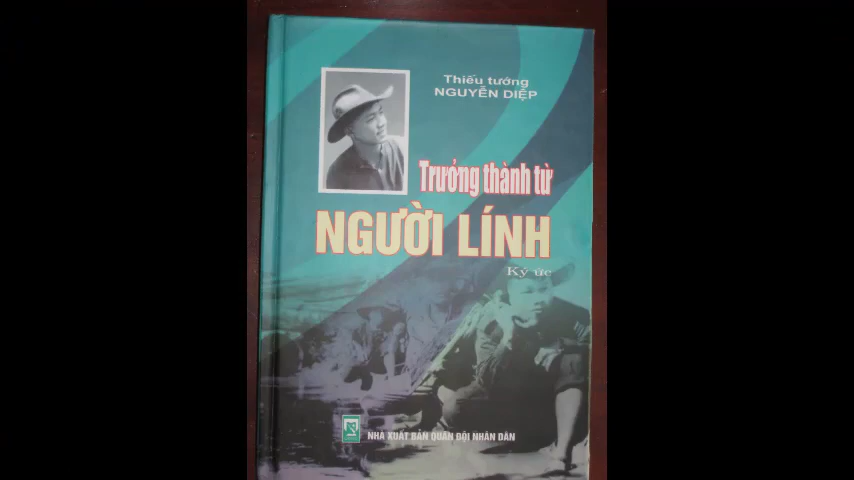 Thiếu tướng
NGUYỄN DIỆP
Trưởng thành từ
NGƯỜI LÍNH
Ký ức
NHÀ XUẤT BẢN QUÂN ĐỘI NHÂN DÂN